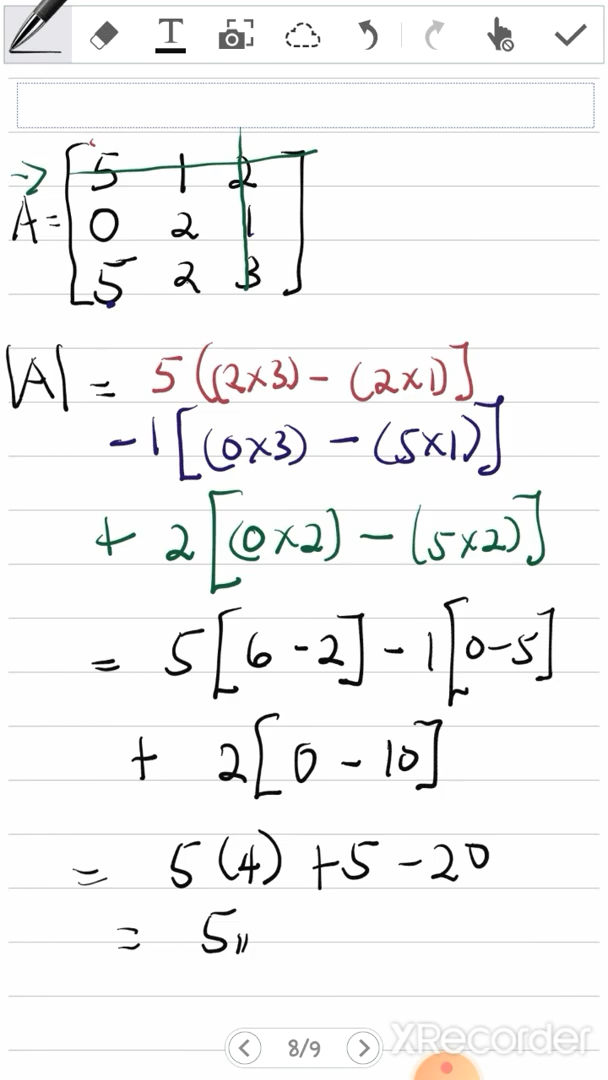 T
5 1 2
A = 0 2 1
5 2 3
|A| = 5 ((2×3) - (2×1)]
-1 [(0×3) - (5×1)]
+ 2 [(0×2) - (5×2)]
= 5 [6 - 2] - 1 [0 - 5]
+ 2 [0 - 10]
= 5 (4) + 5 - 20
= 5 ,,
8/9
XRecorder